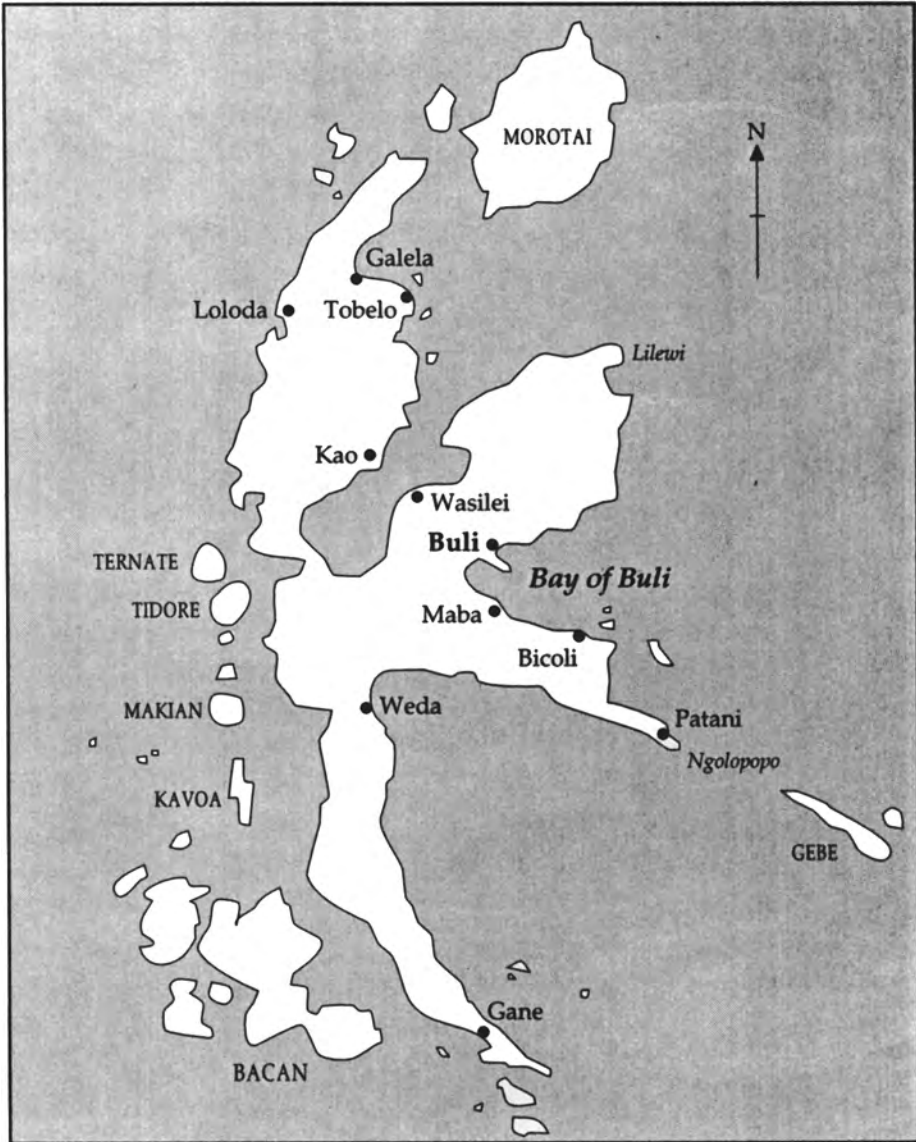 N
MOROTAI
Galela
Loloda
Tobelo
Lilewi
Kao
Wasilei
Buli
TERNATE
Bay of Buli
TIDORE
Maba
Bicoli
MAKIAN
Weda
Patani
Ngolopopo
KAVOA
GEBE
Gane
BACAN